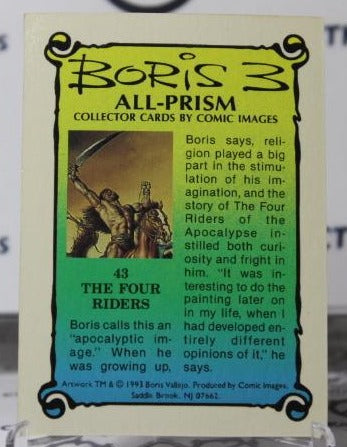 BORIS 3
ALL-PRISM
COLLECTOR CARDS BY COMIC IMAGES
43
THE FOUR
RIDERS
Boris calls this an
"apocalyptic im-
age." When he
was growing up,
Boris says, reli-
gion played a big
part in the stimu-
lation of his im-
agination, and the
story of The Four
Riders of the
Apocalypse in-
stilled both curi-
osity and fright in
him. "It was in-
teresting to do the
painting later on
in my life, when I
had developed en-
tirely different
opinions of it," he
says.
Artwork TM & © 1993 Boris Vallejo. Produced by Comic Images,
Saddle Brook, NJ 07662.